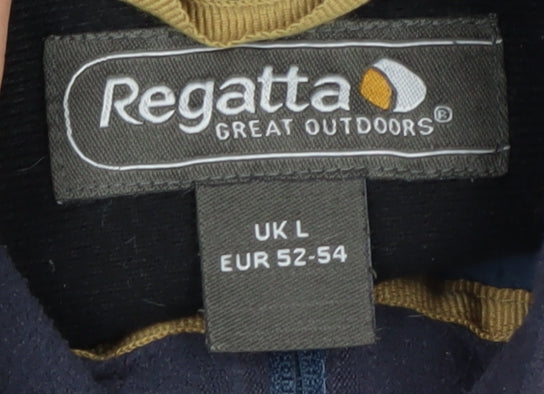 Regatta
GREAT OUTDOORS®
UK L
EUR 52-54